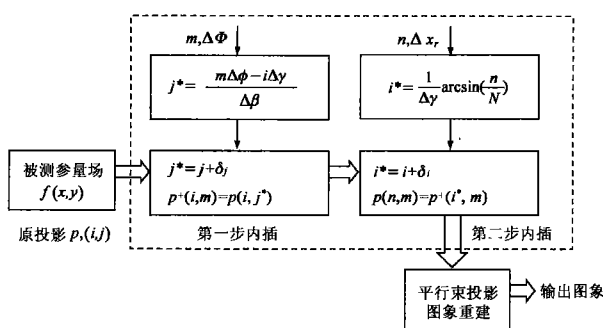 m,ΔΦ
n,Δ x_r
j*= (mΔϕ−iΔγ)/Δβ
i*= 1/Δγ arcsin(n/N)
被测参量场
f(x,y)
j*=j+δ_j
p⁺(i,m)=p(i, j*)
i*=i+δ_i
p(n,m)=p⁺(i*, m)
原投影 p,(i,j)
第一步内插
第二步内插
平行束投影
图象重建
输出图象